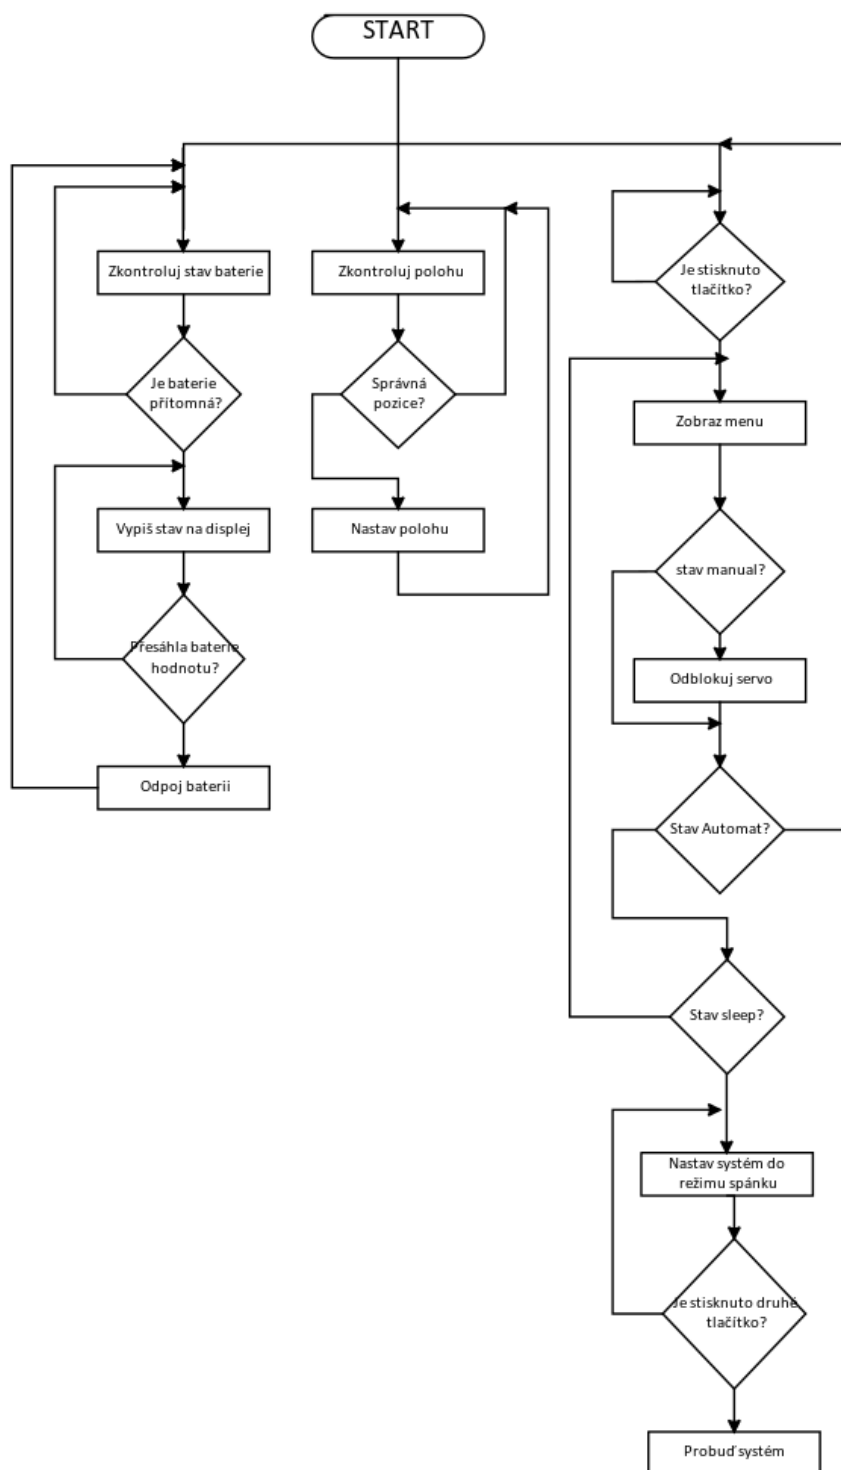 START
Zkontroluj stav baterie
Je baterie
přítomná?
Vypiš stav na displej
Přesáhla baterie
hodnotu?
Odpoj baterii
Zkontroluj polohu
Správná
pozice?
Nastav polohu
Je stisknuto
tlačítko?
Zobraz menu
stav manual?
Odblokuj servo
Stav Automat?
Stav sleep?
Nastav systém do
režimu spánku
Je stisknuto druhé
tlačítko?
Probuď systém